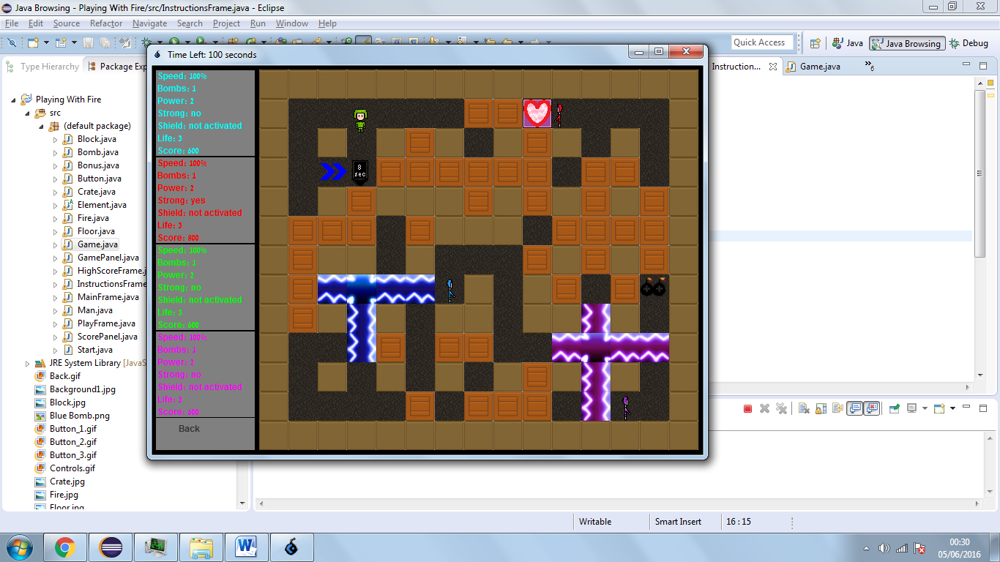 Java Browsing - Playing With Fire/src/InstructionsFrame.java - Eclipse
File Edit Source Refactor Navigate Search Project Run Window Help
Quick Access
Java
Java Browsing
Debug
Type Hierarchy
Package Exp
Instruction...
Game.java
6
Playing With Fire
src
(default package)
Block.java
Bomb.java
Bonus.java
Button.java
Crate.java
Element.java
Fire.java
Floor.java
Game.java
GamePanel.java
HighScoreFrame.j
InstructionsFrame
MainFrame.java
Man.java
PlayFrame.java
ScorePanel.java
Start.java
JRE System Library [JavaS
Back.gif
Background1.jpg
Block.jpg
Blue Bomb.png
Button_1.gif
Button_2.gif
Button_3.gif
Controls.gif
Crate.jpg
Fire.jpg
Floor.jpg
Time Left: 100 seconds
Speed: 100%
Bombs: 1
Power: 2
Strong: no
Shield: not activated
Life: 3
Score: 600
Speed: 100%
Bombs: 1
Power: 2
Strong: yes
Shield: not activated
Life: 3
Score: 800
Speed: 100%
Bombs: 1
Power: 2
Strong: no
Shield: not activated
Life: 3
Score: 600
Speed: 100%
Bombs: 1
Power: 2
Strong: no
Shield: not activated
Life: 3
Score: 600
Back
8
sec
Writable
Smart Insert
16 : 15
00:30
05/06/2016